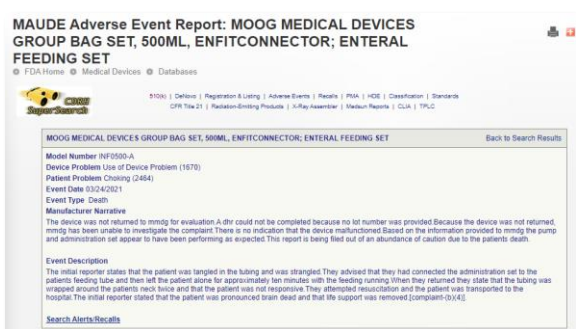 MAUDE Adverse Event Report: MOOG MEDICAL DEVICES
GROUP BAG SET, 500ML, ENFITCONNECTOR; ENTERAL
FEEDING SET
FDA Home Medical Devices Databases
CDRH
SuperSearch
510(k) | DeNovo | Registration & Listing | Adverse Events | Recalls | PMA | HDE | Classification | Standards
CFR Title 21 | Radiation-Emitting Products | X-Ray Assembler | Medsun Reports | CLIA | TPLC
MOOG MEDICAL DEVICES GROUP BAG SET, 500ML, ENFITCONNECTOR; ENTERAL FEEDING SET Back to Search Results
Model Number INF0500-A
Device Problem Use of Device Problem (1670)
Patient Problem Choking (2464)
Event Date 03/24/2021
Event Type Death
Manufacturer Narrative
The device was not returned to mmdg for evaluation.A dhr could not be completed because no lot number was provided.Because the device was not returned,
mmdg has been unable to investigate the complaint.There is no indication that the device malfunctioned.Based on the information provided to mmdg the pump
and administration set appear to have been performing as expected.This report is being filed out of an abundance of caution due to the patients death.
Event Description
The initial reporter states that the patient was tangled in the tubing and was strangled.They advised that they had connected the administration set to the
patients feeding tube and then left the patient alone for approximately ten minutes with the feeding running.When they returned they state that the tubing was
wrapped around the patients neck twice and that the patient was not responsive.They attempted resuscitation and the patient was transported to the
hospital.The initial reporter stated that the patient was pronounced brain dead and that life support was removed.[complaint-(b)(4)]
Search Alerts/Recalls